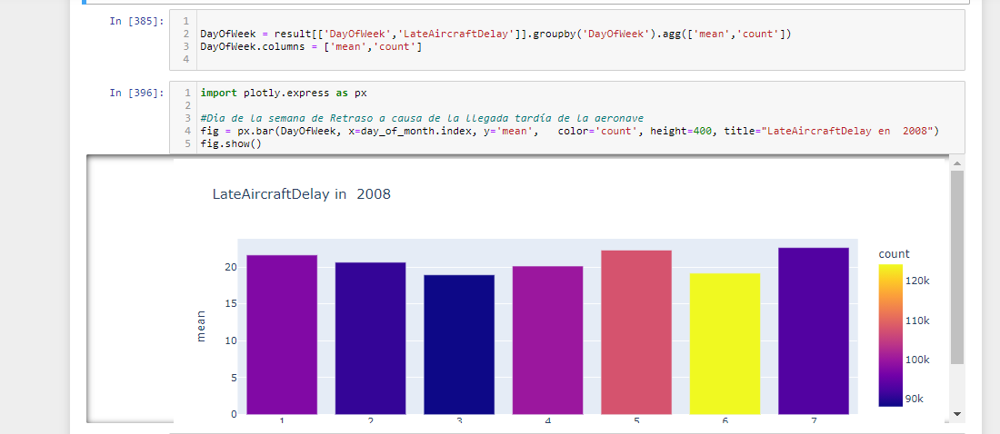 In [385]:
1
2 DayOfWeek = result[['DayOfWeek','LateAircraftDelay']].groupby('DayOfWeek').agg(['mean','count'])
3 DayOfWeek.columns = ['mean','count']
4
In [396]:
1 import plotly.express as px
2
3 #Dia de la semana de Retraso a causa de la llegada tardía de la aeronave
4 fig = px.bar(DayOfWeek, x=day_of_month.index, y='mean',   color='count', height=400, title="LateAircraftDelay en  2008")
5 fig.show()
LateAircraftDelay in  2008
count
120k
110k
100k
90k
mean
20
15
10
5
0
1 2 3 4 5 6 7